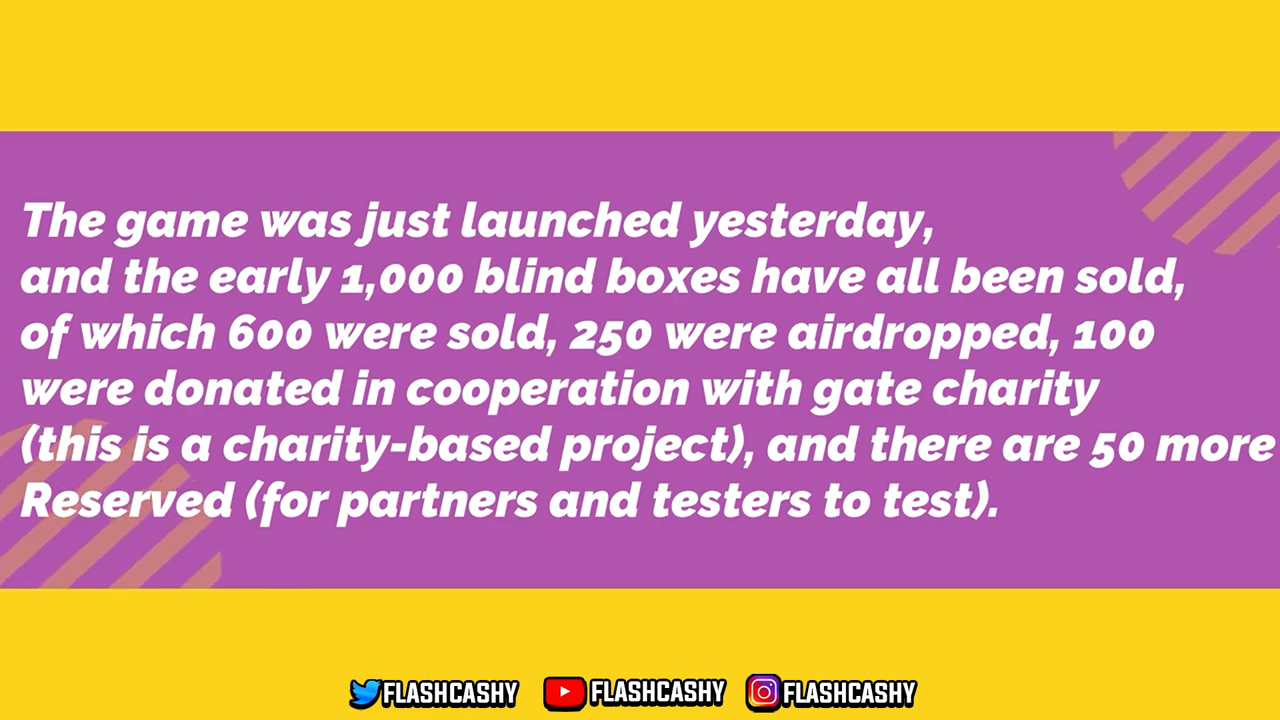 The game was just launched yesterday,
and the early 1,000 blind boxes have all been sold,
of which 600 were sold, 250 were airdropped, 100
were donated in cooperation with gate charity
(this is a charity-based project), and there are 50 more
Reserved (for partners and testers to test).
FLASHCASHY FLASHCASHY FLASHCASHY